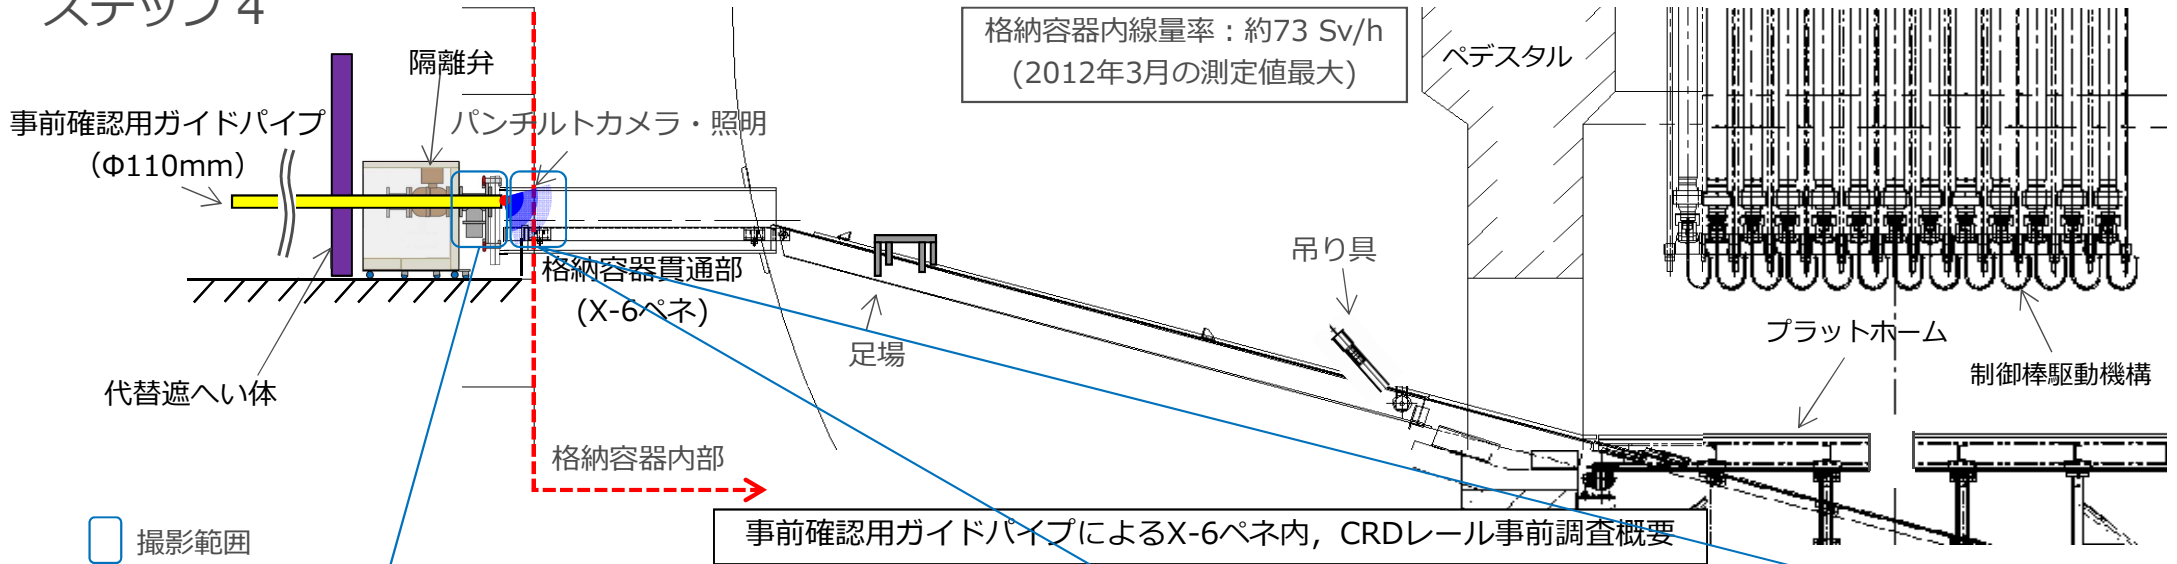 ステップ４
格納容器内線量率：約73 Sv/h
(2012年3月の測定値最大)
ペデスタル
隔離弁
事前確認用ガイドパイプ
（Φ110mm）
パンチルトカメラ・照明
吊り具
格納容器貫通部
(X-6ペネ)
足場
プラットホーム
制御棒駆動機構
代替遮へい体
格納容器内部
撮影範囲
事前確認用ガイドパイプによるX-6ペネ内，CRDレール事前調査概要